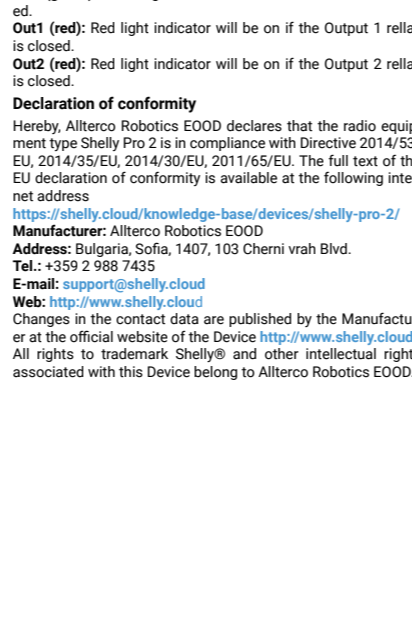 ed.
Out1 (red): Red light indicator will be on if the Output 1 rella
is closed.
Out2 (red): Red light indicator will be on if the Output 2 rella
is closed.
Declaration of conformity
Hereby, Allterco Robotics EOOD declares that the radio equip
ment type Shelly Pro 2 is in compliance with Directive 2014/53
EU, 2014/35/EU, 2014/30/EU, 2011/65/EU. The full text of th
EU declaration of conformity is available at the following inte
net address
https://shelly.cloud/knowledge-base/devices/shelly-pro-2/
Manufacturer: Allterco Robotics EOOD
Address: Bulgaria, Sofia, 1407, 103 Cherni vrah Blvd.
Tel.: +359 2 988 7435
E-mail: support@shelly.cloud
Web: http://www.shelly.cloud
Changes in the contact data are published by the Manufactu
er at the official website of the Device http://www.shelly.cloud
All rights to trademark Shelly® and other intellectual right
associated with this Device belong to Allterco Robotics EOOD.